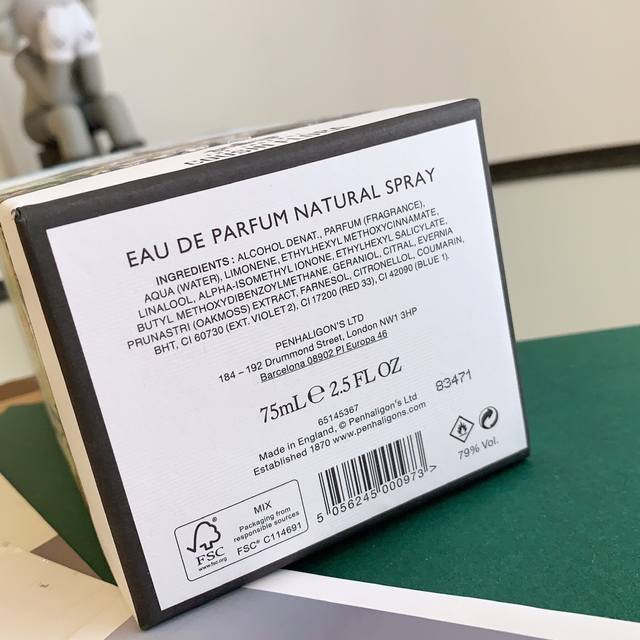 EAU DE PARFUM NATURAL SPRAY
INGREDIENTS : ALCOHOL DENAT., PARFUM (FRAGRANCE),
AQUA (WATER), LIMONENE, ETHYLHEXYL METHOXYCINNAMATE,
LINALOOL, ALPHA-ISOMETHYL IONONE, ETHYLHEXYL SALICYLATE,
BUTYL METHOXYDIBENZOYLMETHANE, GERANIOL, CITRAL, EVERNIA
PRUNASTRI (OAKMOSS) EXTRACT, FARNESOL, CITRONELLOL, COUMARIN,
BHT, CI 60730 (EXT. VIOLET 2), CI 17200 (RED 33), CI 42090 (BLUE 1).
PENHALIGON'S LTD
184 – 192 Drummond Street, London NW1 3HP
Barcelona 08902 Pl Europa 46
75mL e 2.5 FL OZ
83471
65145367
Made in England, © Penhaligon's Ltd
Established 1870 www.penhaligons.com
79% Vol.
5 056245 000973 >
FSC
www.fsc.org
MIX
Packaging from
responsible sources
FSC® C114691